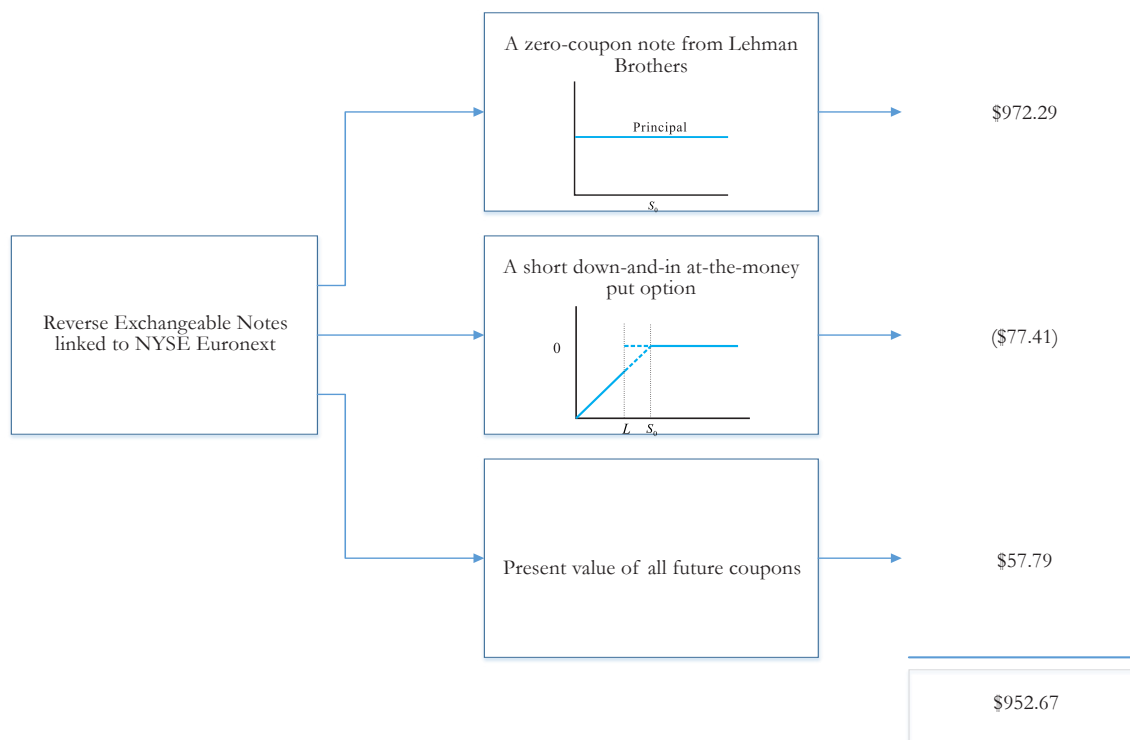 A zero-coupon note from Lehman
Brothers
Principal
S₀
$972.29
Reverse Exchangeable Notes
linked to NYSE Euronext
A short down-and-in at-the-money
put option
0
L S₀
($77.41)
Present value of all future coupons
$57.79
$952.67